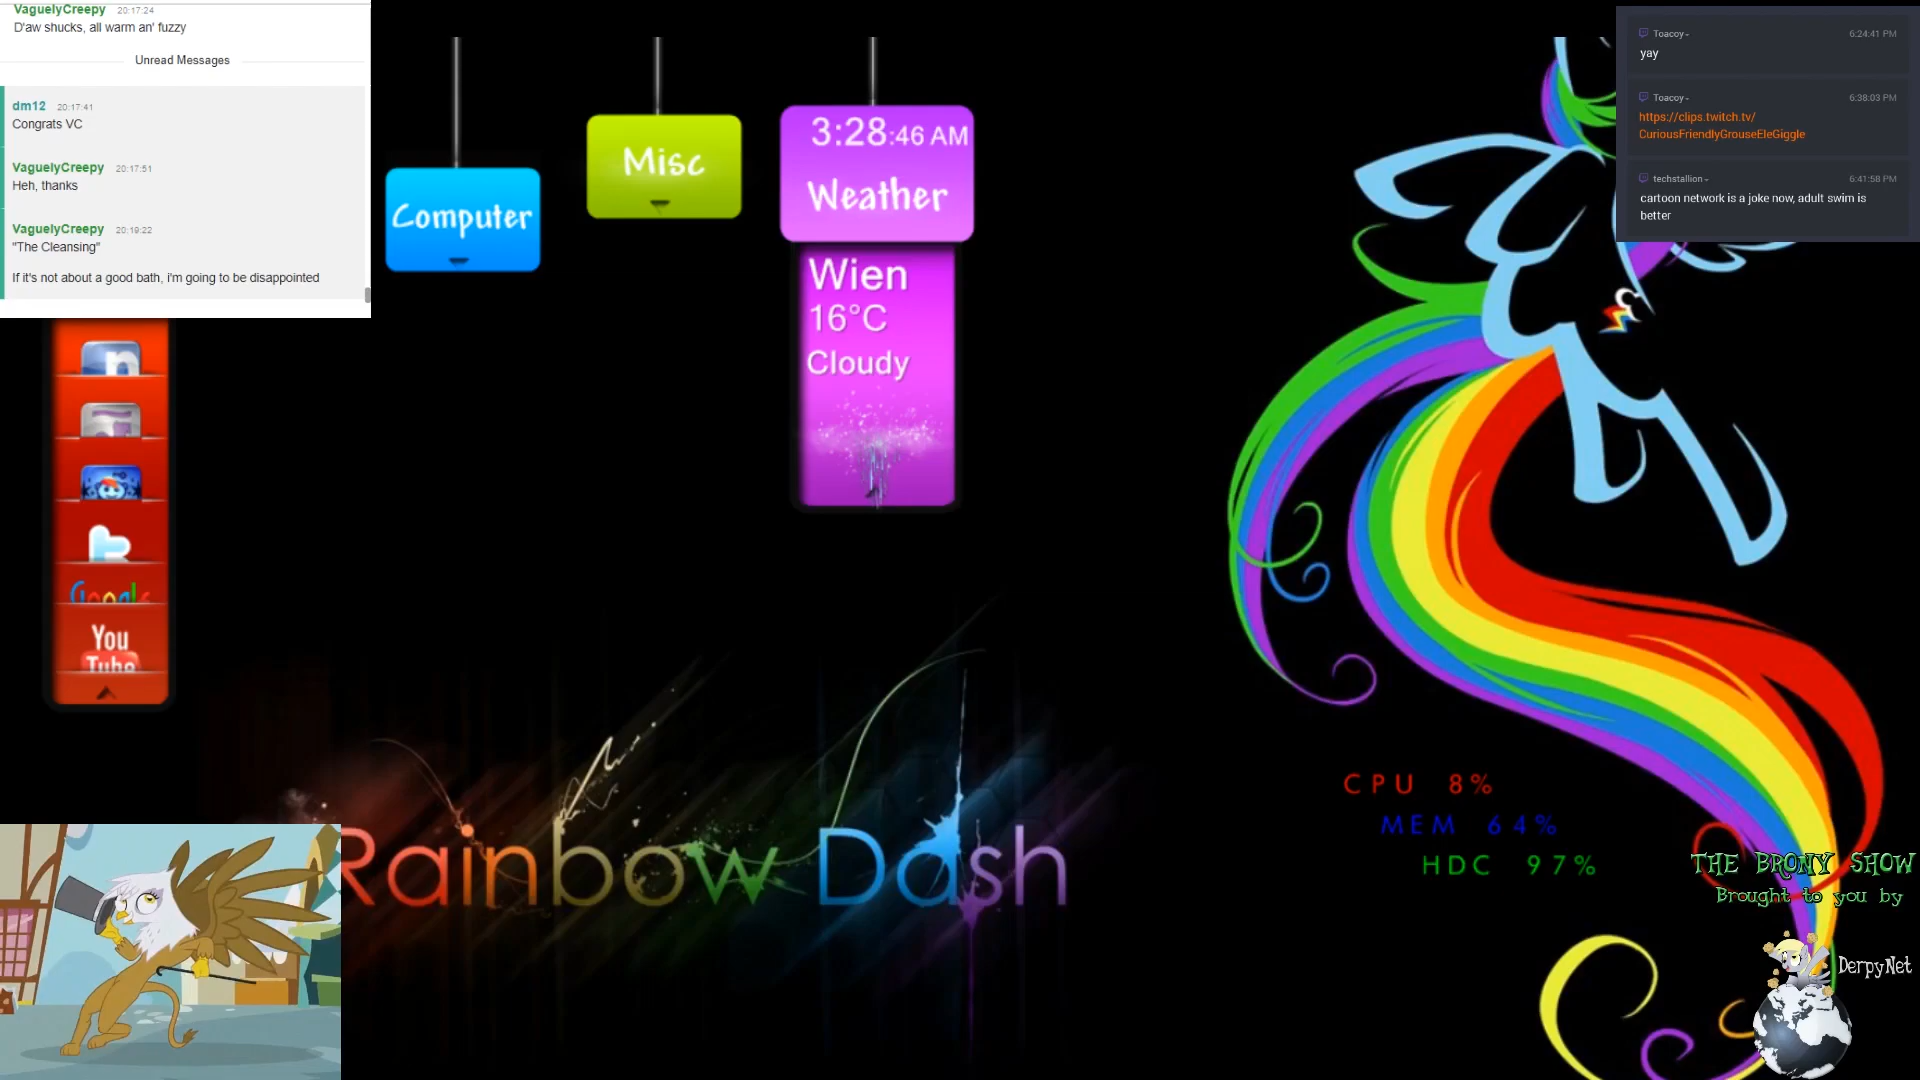 VaguelyCreepy 20:17:24
D'aw shucks, all warm an' fuzzy
Unread Messages
dm12 20:17:41
Congrats VC
VaguelyCreepy 20:17:51
Heh, thanks
VaguelyCreepy 20:19:22
"The Cleansing"
If it's not about a good bath, i'm going to be disappointed
Computer
Misc
3:28:46 AM
Weather
Wien
16°C
Cloudy
Toacoy 6:24:41 PM
yay
Toacoy 6:38:03 PM
https://clips.twitch.tv/
CuriousFriendlyGrouseEleGiggle
techstallion 6:41:58 PM
cartoon network is a joke now, adult swim is
better
n
Google
You
Tube
Rainbow Dash
CPU 8%
MEM 64%
HDC 97%
THE BRONY SHOW
Brought to you by
DerpyNet